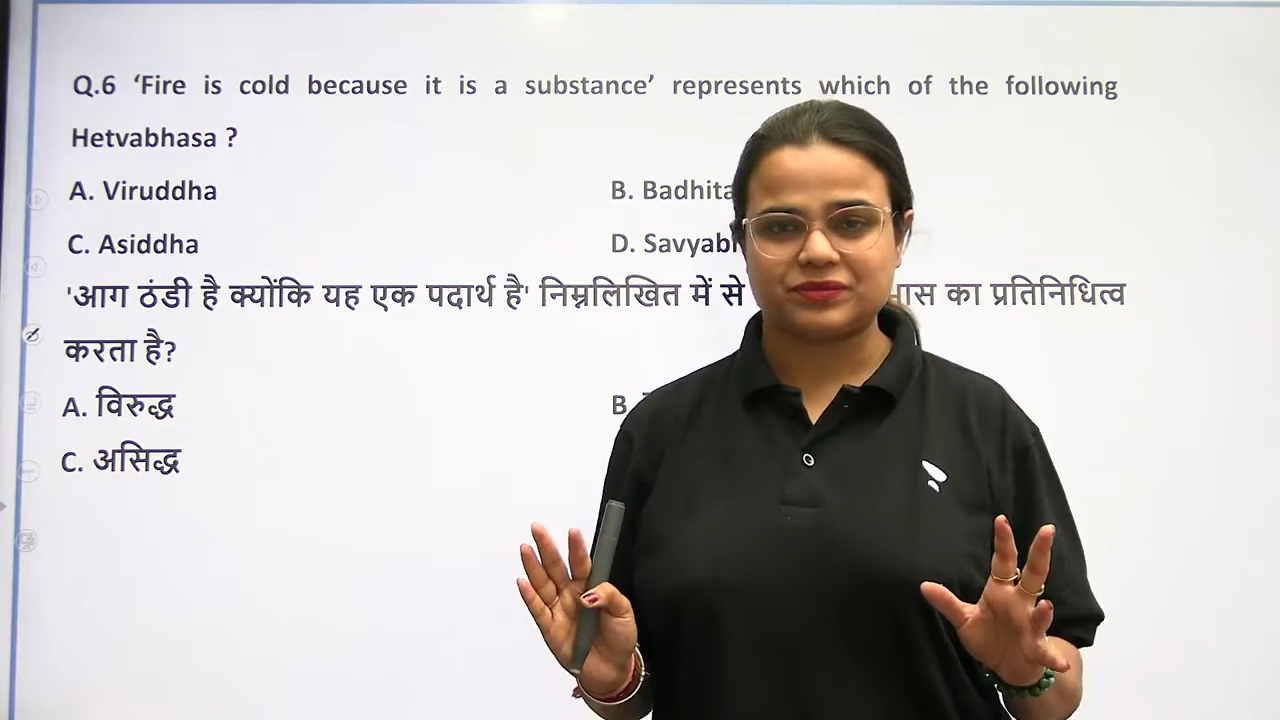 Q.6 ‘Fire is cold because it is a substance’ represents which of the following
Hetvabhasa ?
A. Viruddha B. Badhita
C. Asiddha D.
'आग ठंडी है क्योंकि यह एक पदार्थ है' निम्नलिखित में से का प्रतिनिधित्व
करता है?
A. विरुद्ध B.
C. असिद्ध